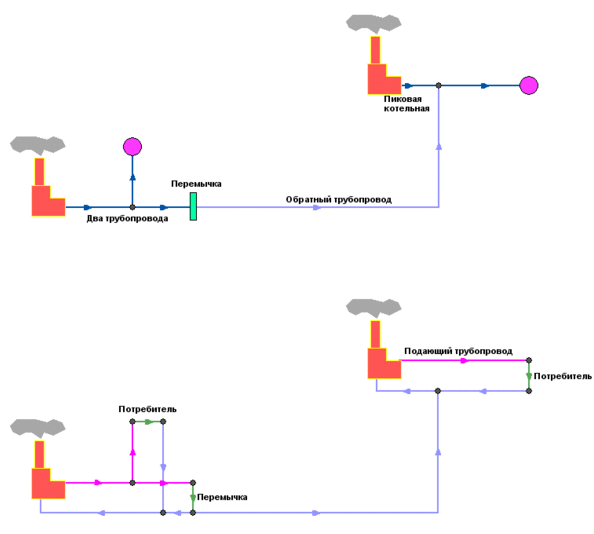 Пиковая
котельная
Перемычка
Обратный трубопровод
Два трубопровода
Подающий трубопровод
Потребитель
Потребитель
Перемычка